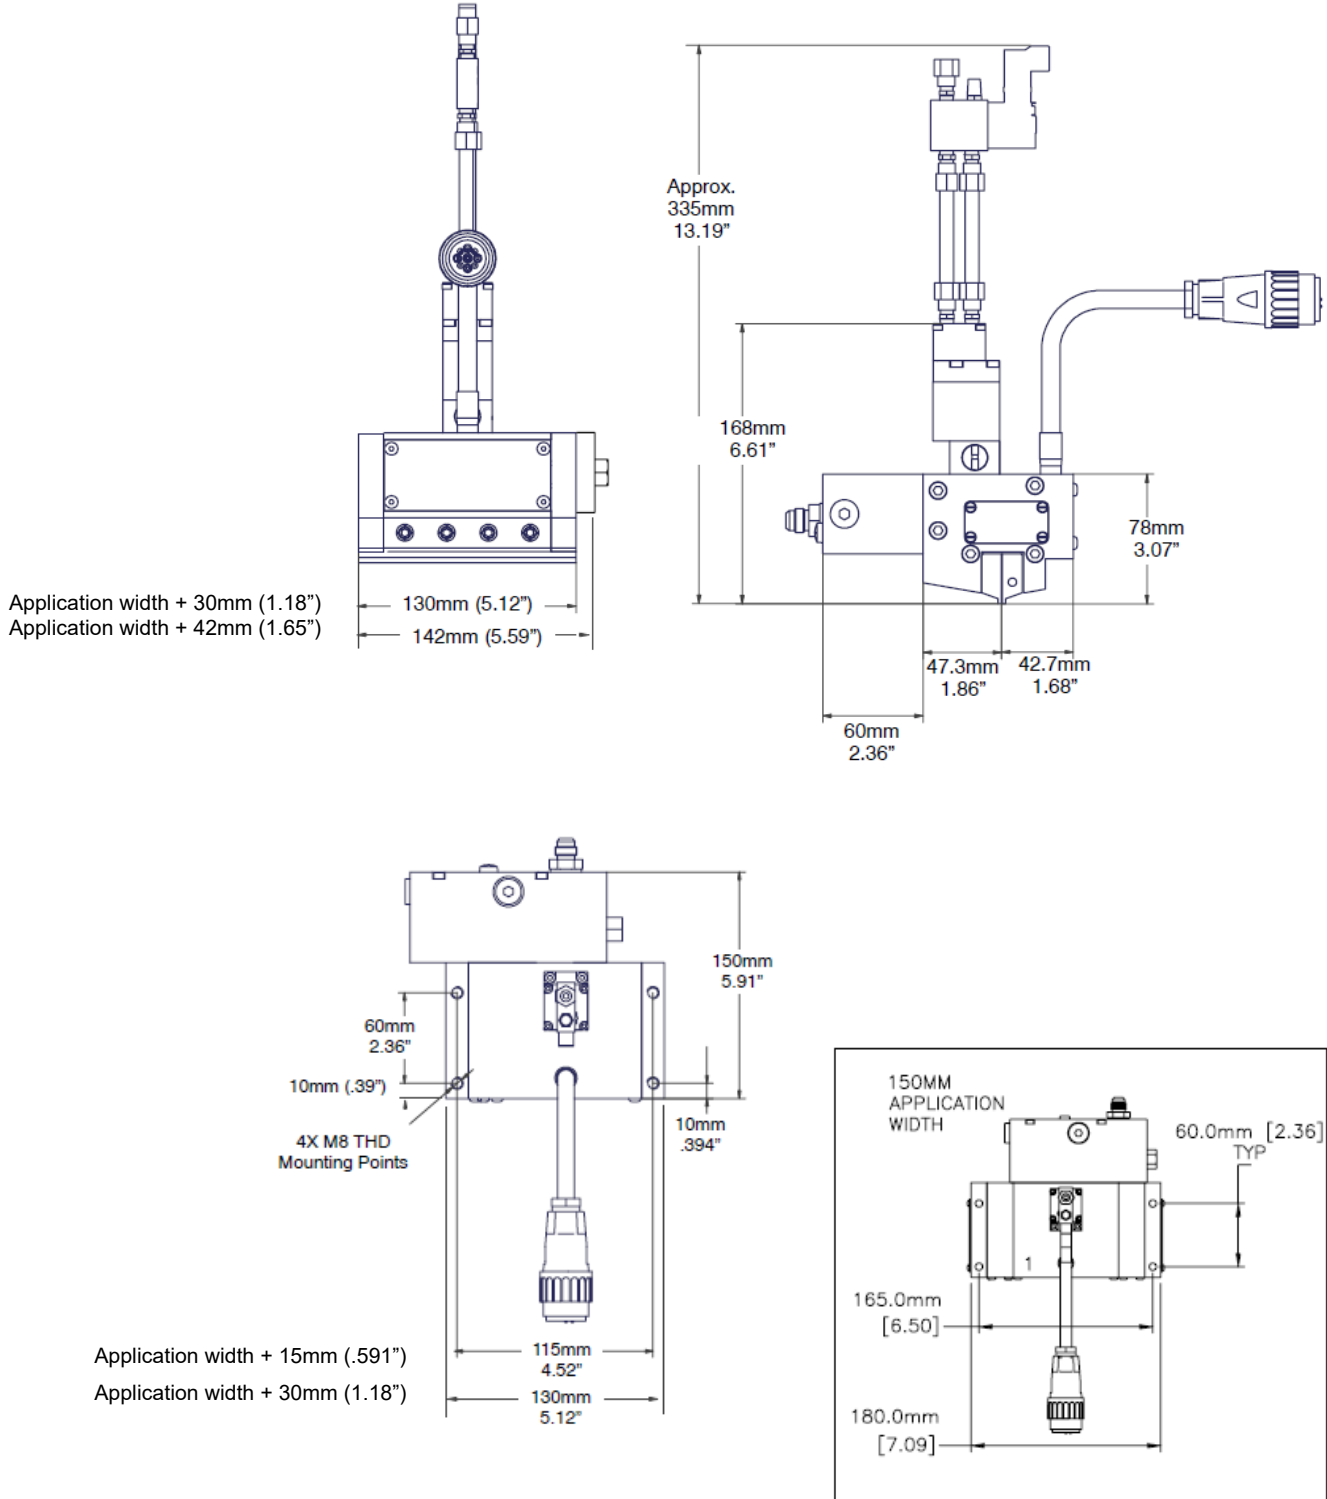 Approx.
335mm
13.19”
168mm
6.61”
78mm
3.07”
Application width + 30mm (1.18”)
Application width + 42mm (1.65”)
130mm (5.12”)
142mm (5.59”)
47.3mm
1.86”
42.7mm
1.68”
60mm
2.36”
150mm
5.91”
60mm
2.36”
10mm (.39”)
4X M8 THD
Mounting Points
10mm
.394”
Application width + 15mm (.591”)
Application width + 30mm (1.18”)
115mm
4.52”
130mm
5.12”
150MM
APPLICATION
WIDTH
60.0mm [2.36]
TYP
1
165.0mm
[6.50]
180.0mm
[7.09]